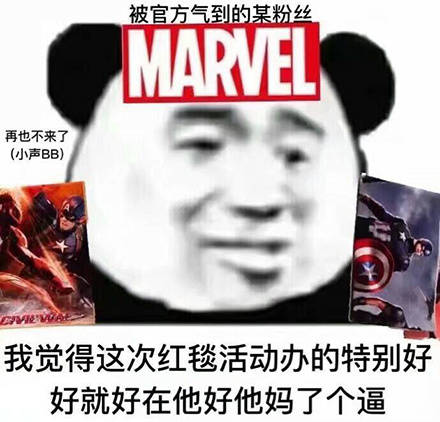 被官方气到的某粉丝
MARVEL
再也不来了
（小声BB）
CIVIL WAR
我觉得这次红毯活动办的特别好
好就好在他好他妈了个逼